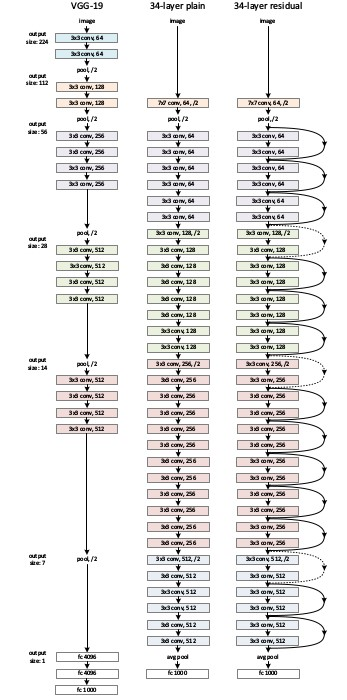 VGG-19
image
output
size: 224
3x3 conv, 64
3x3 conv, 64
output
size: 112
pool, /2
3x3 conv, 128
3x3 conv, 128
output
size: 56
pool, /2
3x3 conv, 256
3x3 conv, 256
3x3 conv, 256
3x3 conv, 256
output
size: 28
pool, /2
3x3 conv, 512
3x3 conv, 512
3x3 conv, 512
3x3 conv, 512
output
size: 14
pool, /2
3x3 conv, 512
3x3 conv, 512
3x3 conv, 512
3x3 conv, 512
output
size: 7
pool, /2
output
size: 1
fc 4096
fc 4096
fc 1000
34-layer plain
image
7x7 conv, 64, /2
pool, /2
3x3 conv, 64
3x3 conv, 64
3x3 conv, 64
3x3 conv, 64
3x3 conv, 64
3x3 conv, 64
3x3 conv, 128, /2
3x3 conv, 128
3x3 conv, 128
3x3 conv, 128
3x3 conv, 128
3x3 conv, 128
3x3 conv, 128
3x3 conv, 128
3x3 conv, 256, /2
3x3 conv, 256
3x3 conv, 256
3x3 conv, 256
3x3 conv, 256
3x3 conv, 256
3x3 conv, 256
3x3 conv, 256
3x3 conv, 256
3x3 conv, 256
3x3 conv, 256
3x3 conv, 256
3x3 conv, 512, /2
3x3 conv, 512
3x3 conv, 512
3x3 conv, 512
3x3 conv, 512
3x3 conv, 512
avg pool
fc 1000
34-layer residual
image
7x7 conv, 64, /2
pool, /2
3x3 conv, 64
3x3 conv, 64
3x3 conv, 64
3x3 conv, 64
3x3 conv, 64
3x3 conv, 64
3x3 conv, 128, /2
3x3 conv, 128
3x3 conv, 128
3x3 conv, 128
3x3 conv, 128
3x3 conv, 128
3x3 conv, 128
3x3 conv, 128
3x3 conv, 256, /2
3x3 conv, 256
3x3 conv, 256
3x3 conv, 256
3x3 conv, 256
3x3 conv, 256
3x3 conv, 256
3x3 conv, 256
3x3 conv, 256
3x3 conv, 256
3x3 conv, 256
3x3 conv, 256
3x3 conv, 512, /2
3x3 conv, 512
3x3 conv, 512
3x3 conv, 512
3x3 conv, 512
3x3 conv, 512
avg pool
fc 1000